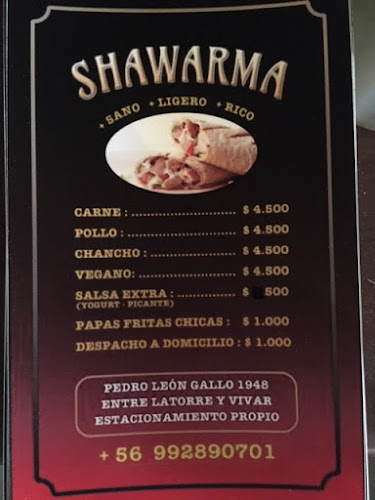 SHAWARMA
+ SANO + LIGERO + RICO
CARNE : ........................ $ 4.500
POLLO : ........................ $ 4.500
CHANCHO : .................. $ 4.500
VEGANO: ...................... $ 4.500
SALSA EXTRA : ............. $ 500
(YOGURT - PICANTE)
PAPAS FRITAS CHICAS : $ 1.000
DESPACHO A DOMICILIO : $ 1.000
PEDRO LEÓN GALLO 1948
ENTRE LATORRE Y VIVAR
ESTACIONAMIENTO PROPIO
+ 56 992890701